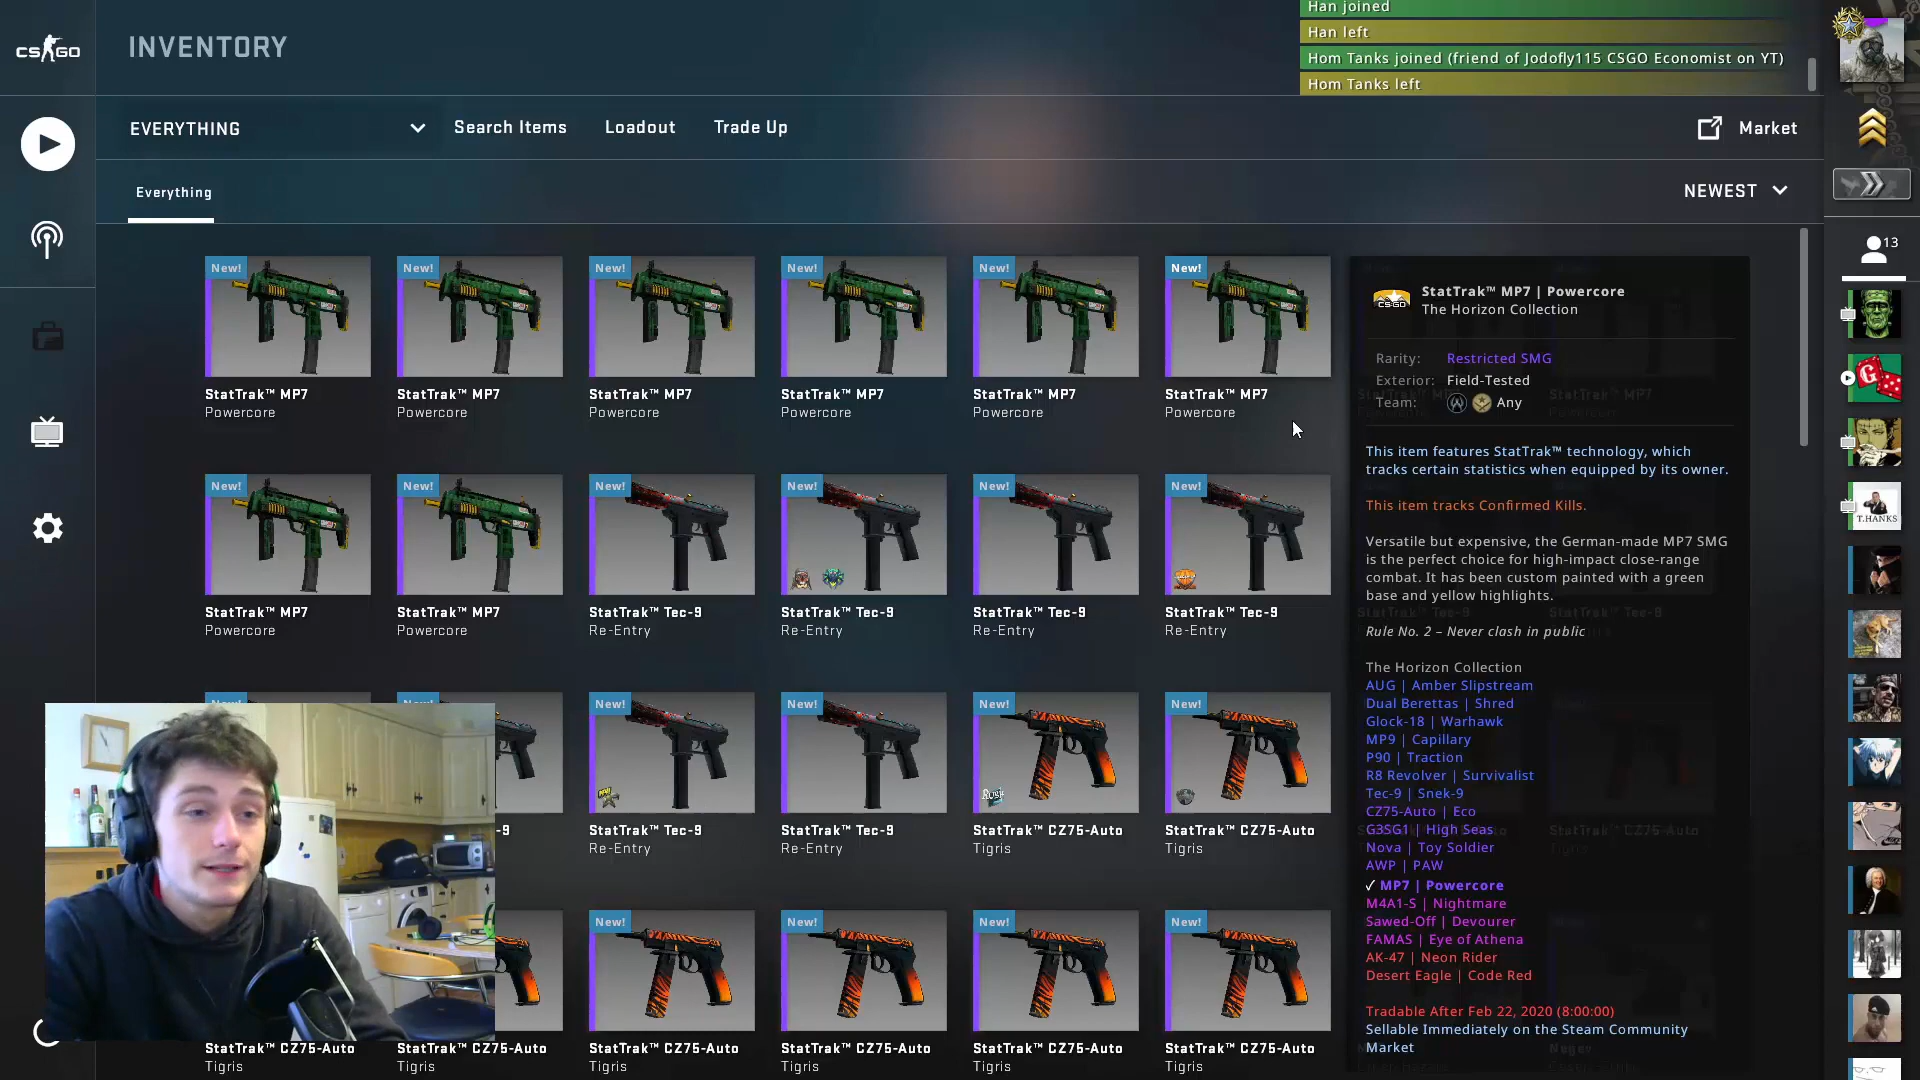 CS:GO
INVENTORY
Han joined
Han left
Hom Tanks joined (friend of Jodofly115 CSGO Economist on YT)
Hom Tanks left
EVERYTHING
Search Items
Loadout
Trade Up
Market
Everything
NEWEST
13
New!
New!
New!
New!
New!
New!
StatTrak™ MP7
Powercore
StatTrak™ MP7
Powercore
StatTrak™ MP7
Powercore
StatTrak™ MP7
Powercore
StatTrak™ MP7
Powercore
StatTrak™ MP7
Powercore
New!
New!
New!
New!
New!
New!
StatTrak™ MP7
Powercore
StatTrak™ MP7
Powercore
StatTrak™ Tec-9
Re-Entry
StatTrak™ Tec-9
Re-Entry
StatTrak™ Tec-9
Re-Entry
StatTrak™ Tec-9
Re-Entry
New!
New!
New!
New!
New!
New!
-9
StatTrak™ Tec-9
Re-Entry
StatTrak™ Tec-9
Re-Entry
StatTrak™ CZ75-Auto
Tigris
StatTrak™ CZ75-Auto
Tigris
New!
New!
New!
New!
StatTrak™ CZ75-Auto
Tigris
StatTrak™ CZ75-Auto
Tigris
StatTrak™ CZ75-Auto
Tigris
StatTrak™ CZ75-Auto
Tigris
StatTrak™ CZ75-Auto
Tigris
StatTrak™ CZ75-Auto
Tigris
CS:GO
StatTrak™ MP7 | Powercore
The Horizon Collection
Rarity: Restricted SMG
Exterior: Field-Tested
Team: Any
This item features StatTrak™ technology, which
tracks certain statistics when equipped by its owner.
This item tracks Confirmed Kills.
Versatile but expensive, the German-made MP7 SMG
is the perfect choice for high-impact close-range
combat. It has been custom painted with a green
base and yellow highlights.
Rule No. 2 – Never clash in public
The Horizon Collection
AUG | Amber Slipstream
Dual Berettas | Shred
Glock-18 | Warhawk
MP9 | Capillary
P90 | Traction
R8 Revolver | Survivalist
Tec-9 | Snek-9
CZ75-Auto | Eco
G3SG1 | High Seas
Nova | Toy Soldier
AWP | PAW
✓ MP7 | Powercore
M4A1-S | Nightmare
Sawed-Off | Devourer
FAMAS | Eye of Athena
AK-47 | Neon Rider
Desert Eagle | Code Red
Tradable After Feb 22, 2020 (8:00:00)
Sellable Immediately on the Steam Community
Market
G
T.HANKS